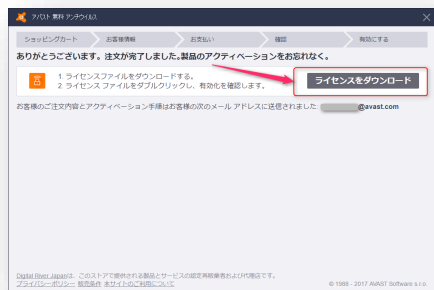 アバスト 無料 アンチウイルス
ショッピングカート お客様情報 お支払い 確認 有効にする
ありがとうございます。注文が完了しました。製品のアクティベーションをお忘れなく。
1. ライセンスファイルをダウンロードする。
2. ライセンス ファイルをダブルクリックし、有効化を確認します。
ライセンスをダウンロード
お客様のご注文内容とアクティベーション手順はお客様の次のメール アドレスに送信されました: @avast.com
Digital River Japanは、このストアで提供される製品とサービスの認定再販業者および代理店です。
プライバシーポリシー 販売条件 本サイトのご利用について
© 1988 - 2017 AVAST Software s.r.o.